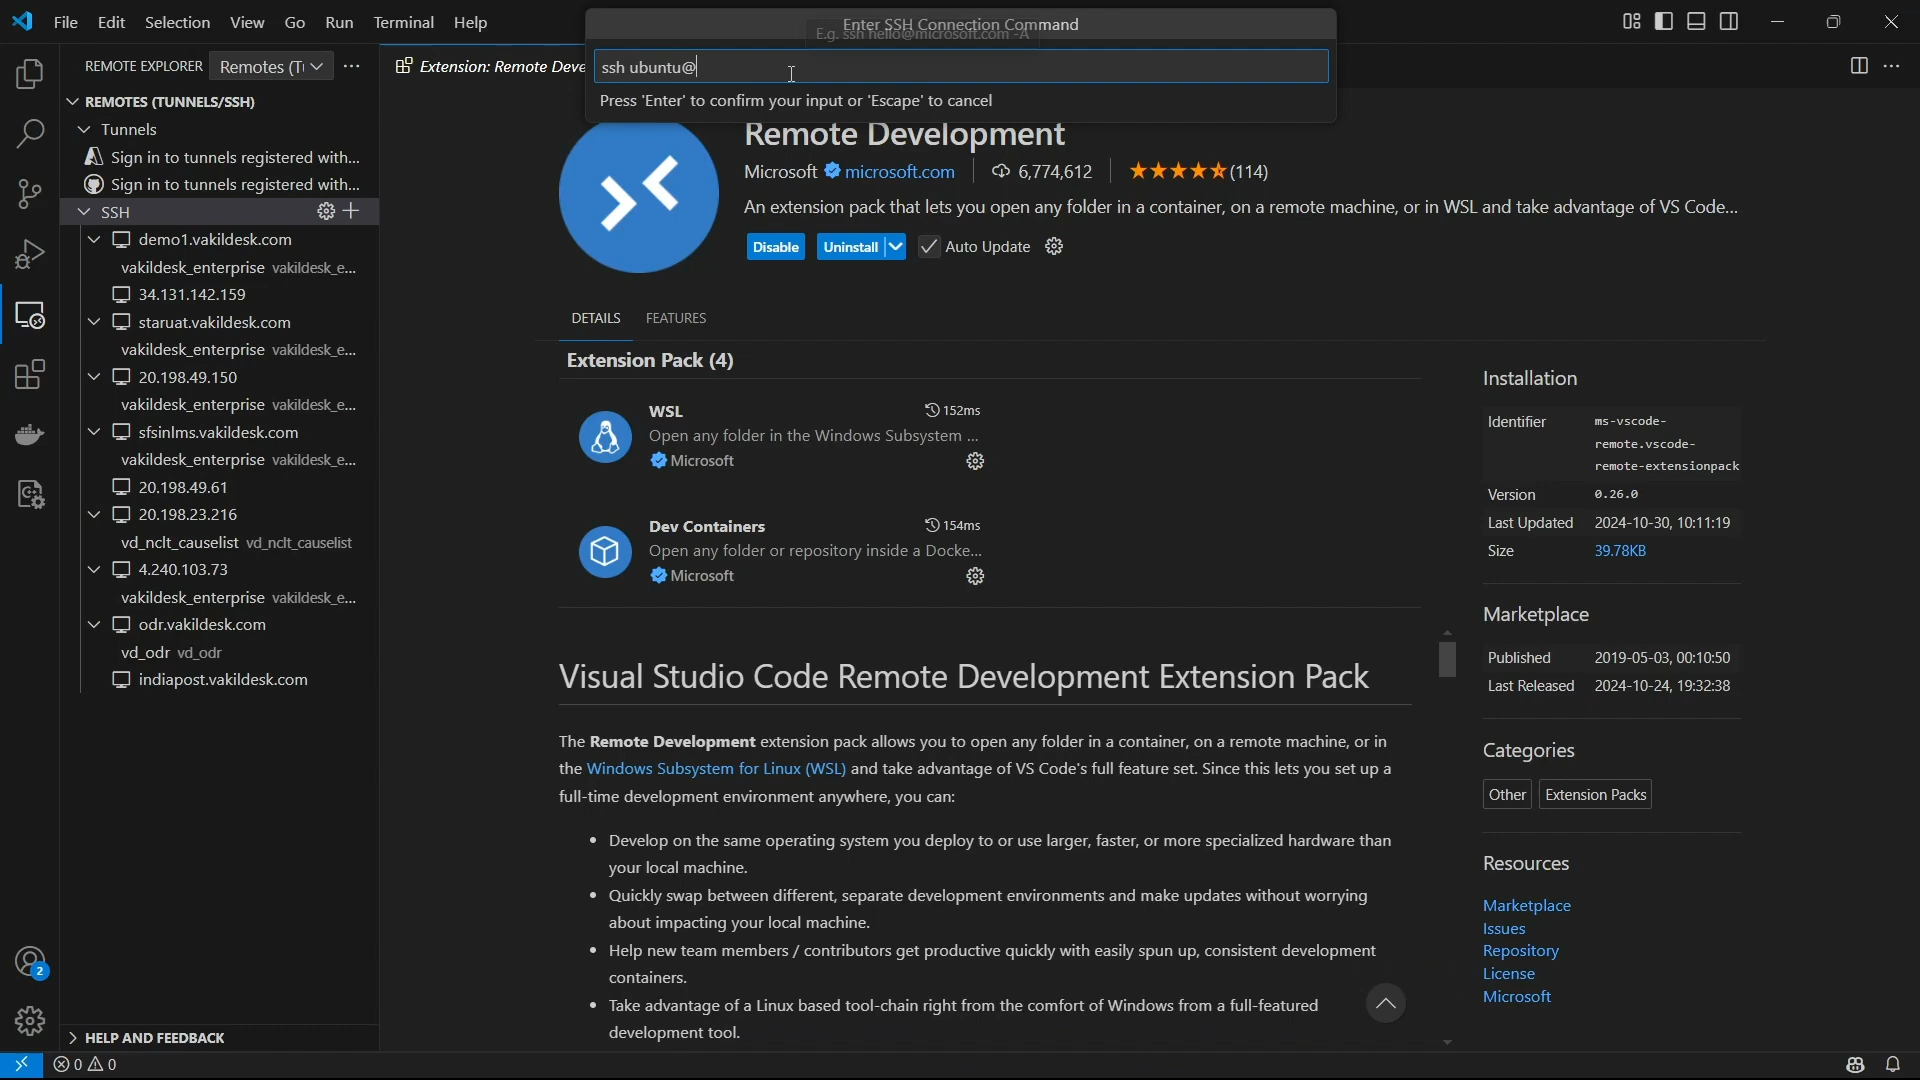 File Edit Selection View Go Run Terminal Help
Enter SSH Connection Command
E.g. ssh hello@microsoft.com -A
ssh ubuntu@
Press 'Enter' to confirm your input or 'Escape' to cancel
REMOTE EXPLORER
Remotes (Tu
Extension: Remote Deve
REMOTES (TUNNELS/SSH)
Tunnels
Sign in to tunnels registered with...
Sign in to tunnels registered with...
SSH
demo1.vakildesk.com
vakildesk_enterprise vakildesk_e...
34.131.142.159
staruat.vakildesk.com
vakildesk_enterprise vakildesk_e...
20.198.49.150
vakildesk_enterprise vakildesk_e...
sfsinlms.vakildesk.com
vakildesk_enterprise vakildesk_e...
20.198.49.61
20.198.23.216
vd_nclt_causelist vd_nclt_causelist
4.240.103.73
vakildesk_enterprise vakildesk_e...
odr.vakildesk.com
vd_odr vd_odr
indiapost.vakildesk.com
HELP AND FEEDBACK
Remote Development
Microsoft microsoft.com 6,774,612 (114)
An extension pack that lets you open any folder in a container, on a remote machine, or in WSL and take advantage of VS Code...
Disable Uninstall Auto Update
DETAILS FEATURES
Extension Pack (4)
WSL 152ms
Open any folder in the Windows Subsystem ...
Microsoft
Dev Containers 154ms
Open any folder or repository inside a Docke...
Microsoft
Visual Studio Code Remote Development Extension Pack
The Remote Development extension pack allows you to open any folder in a container, on a remote machine, or in
the Windows Subsystem for Linux (WSL) and take advantage of VS Code's full feature set. Since this lets you set up a
full-time development environment anywhere, you can:
• Develop on the same operating system you deploy to or use larger, faster, or more specialized hardware than
your local machine.
• Quickly swap between different, separate development environments and make updates without worrying
about impacting your local machine.
• Help new team members / contributors get productive quickly with easily spun up, consistent development
containers.
• Take advantage of a Linux based tool-chain right from the comfort of Windows from a full-featured
development tool.
Installation
Identifier ms-vscode-
remote.vscode-
remote-extensionpack
Version 0.26.0
Last Updated 2024-10-30, 10:11:19
Size 39.78KB
Marketplace
Published 2019-05-03, 00:10:50
Last Released 2024-10-24, 19:32:38
Categories
Other Extension Packs
Resources
Marketplace
Issues
Repository
License
Microsoft
2
0 0